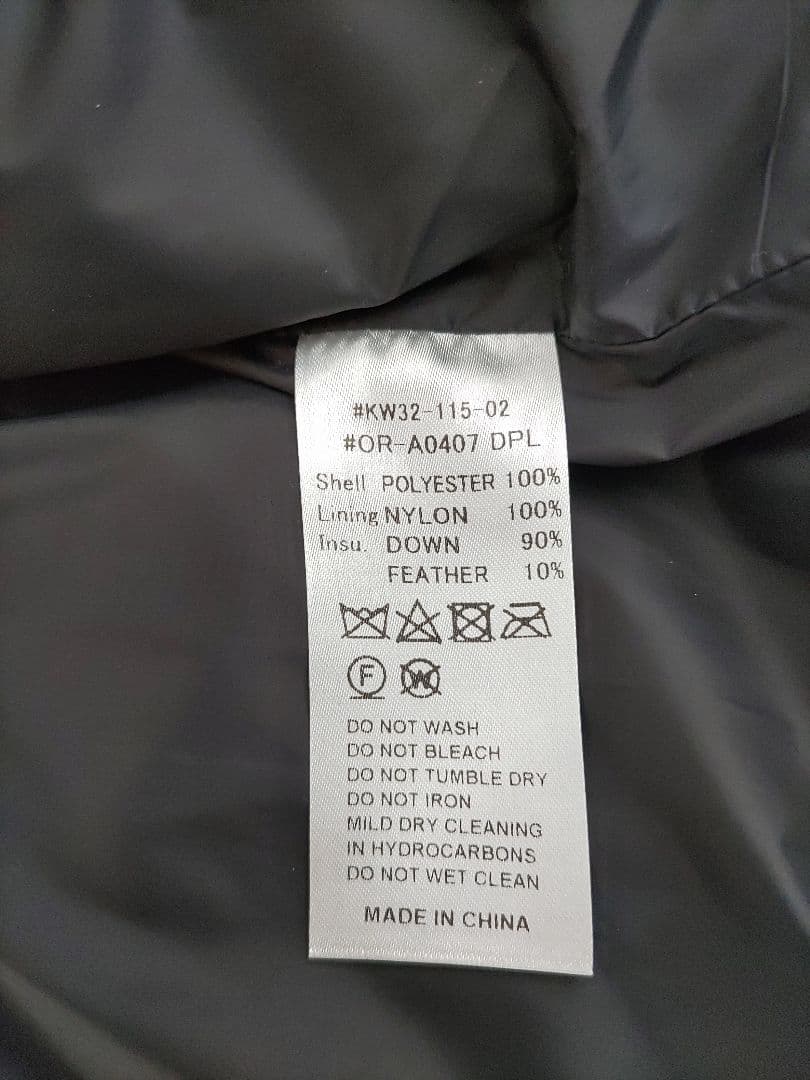 #KW32-115-02
#OR-A0407 DPL
Shell POLYESTER 100%
Lining NYLON 100%
Insu. DOWN 90%
FEATHER 10%
F W
DO NOT WASH
DO NOT BLEACH
DO NOT TUMBLE DRY
DO NOT IRON
MILD DRY CLEANING
IN HYDROCARBONS
DO NOT WET CLEAN
MADE IN CHINA